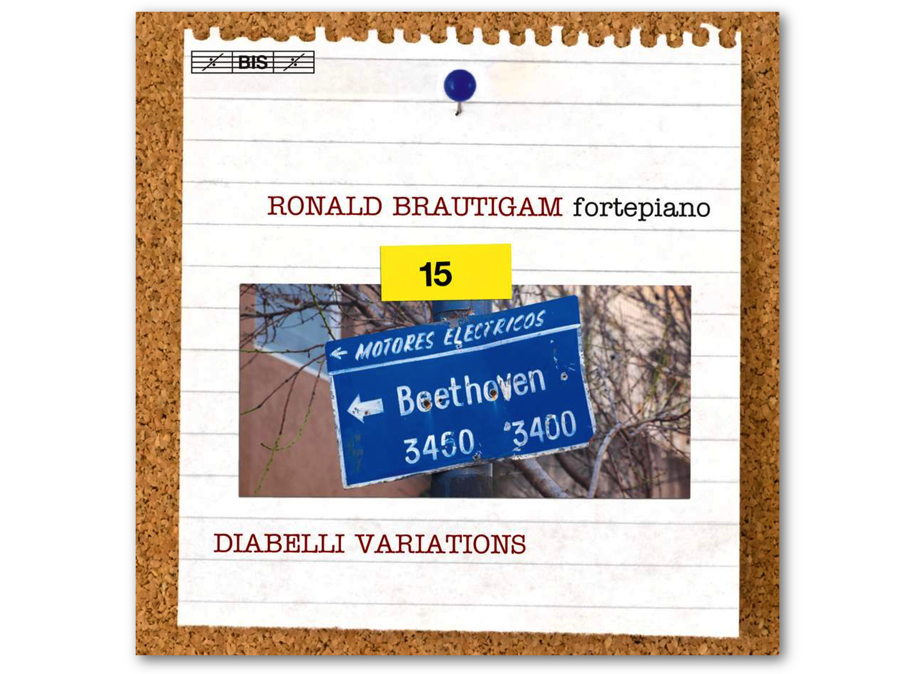 BIS
RONALD BRAUTIGAM fortepiano
15
← MOTORES ELECTRICOS
Beethoven
3450 3400
DIABELLI VARIATIONS